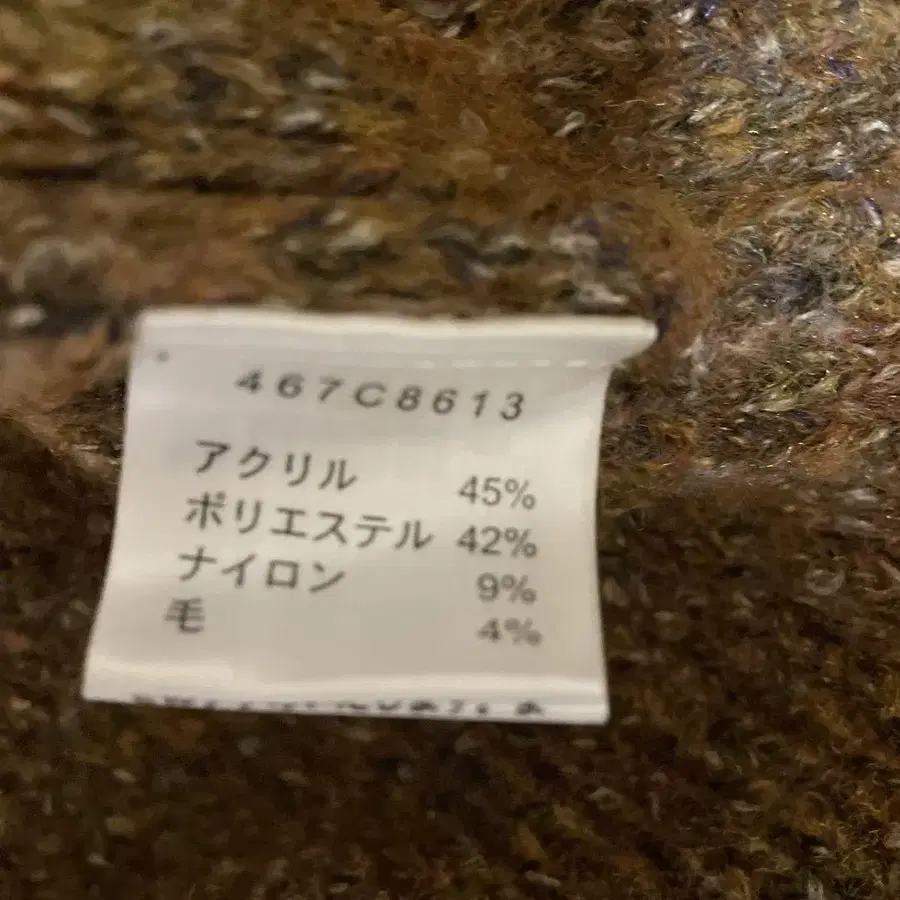 467C8613
アクリル 45%
ポリエステル 42%
ナイロン 9%
毛 4%